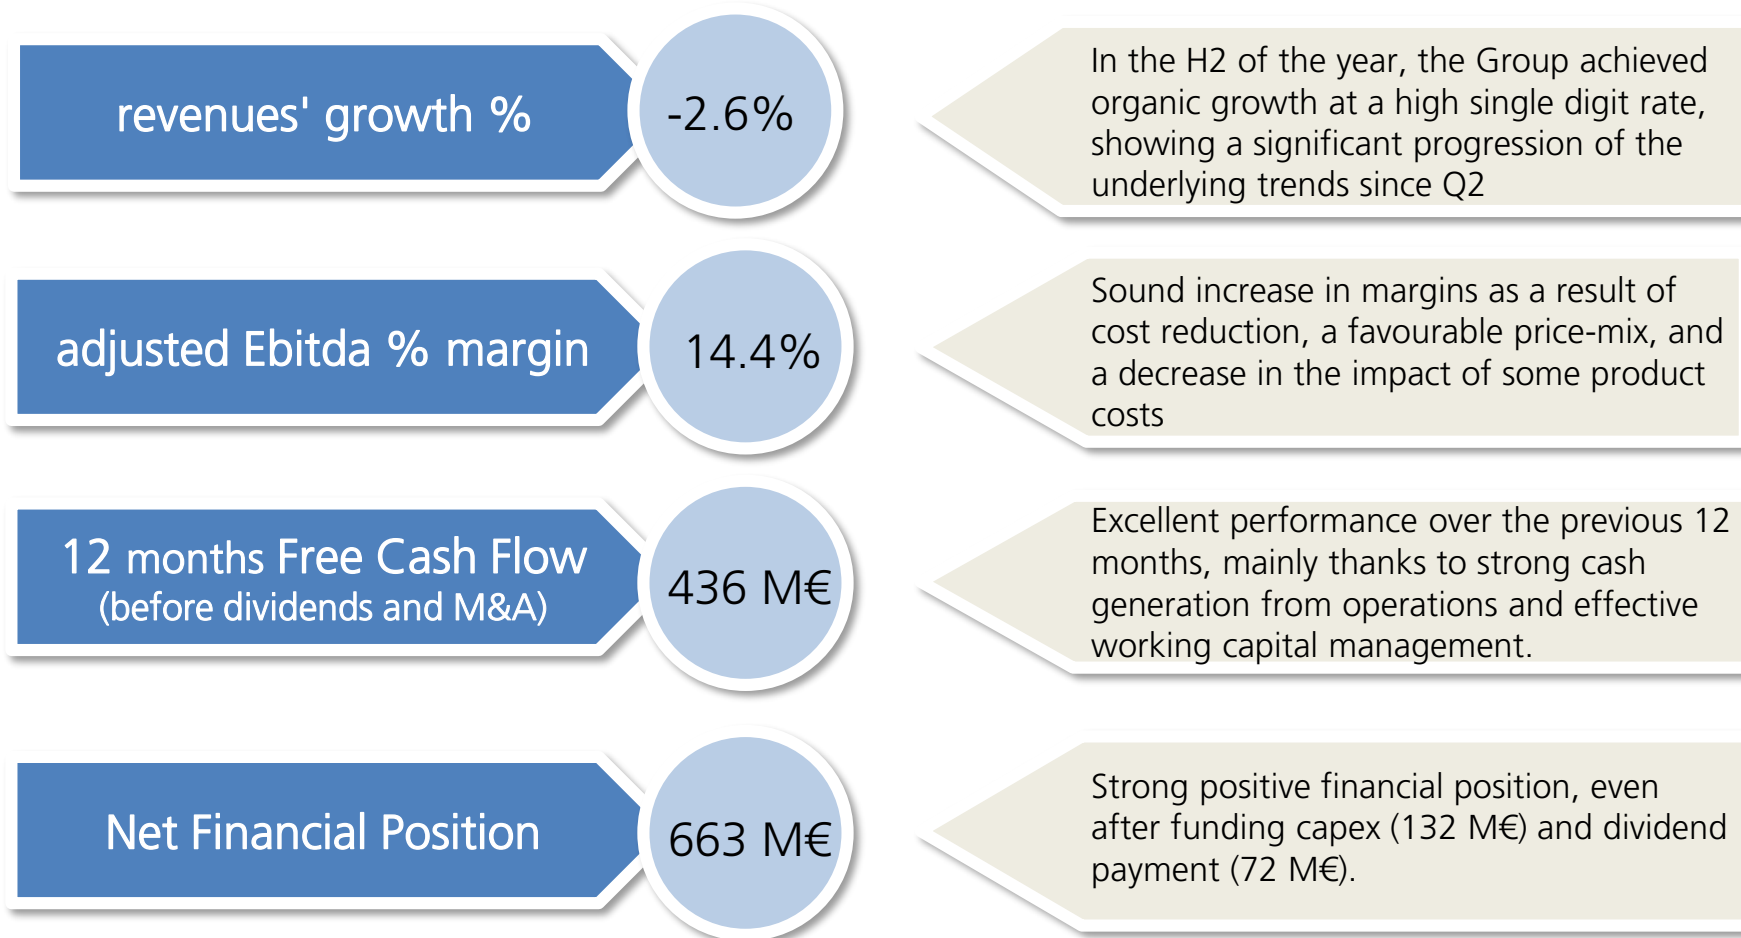 revenues' growth %
-2.6%
In the H2 of the year, the Group achieved
organic growth at a high single digit rate,
showing a significant progression of the
underlying trends since Q2
adjusted Ebitda % margin
14.4%
Sound increase in margins as a result of
cost reduction, a favourable price-mix, and
a decrease in the impact of some product
costs
12 months Free Cash Flow
(before dividends and M&A)
436 M€
Excellent performance over the previous 12
months, mainly thanks to strong cash
generation from operations and effective
working capital management.
Net Financial Position
663 M€
Strong positive financial position, even
after funding capex (132 M€) and dividend
payment (72 M€).